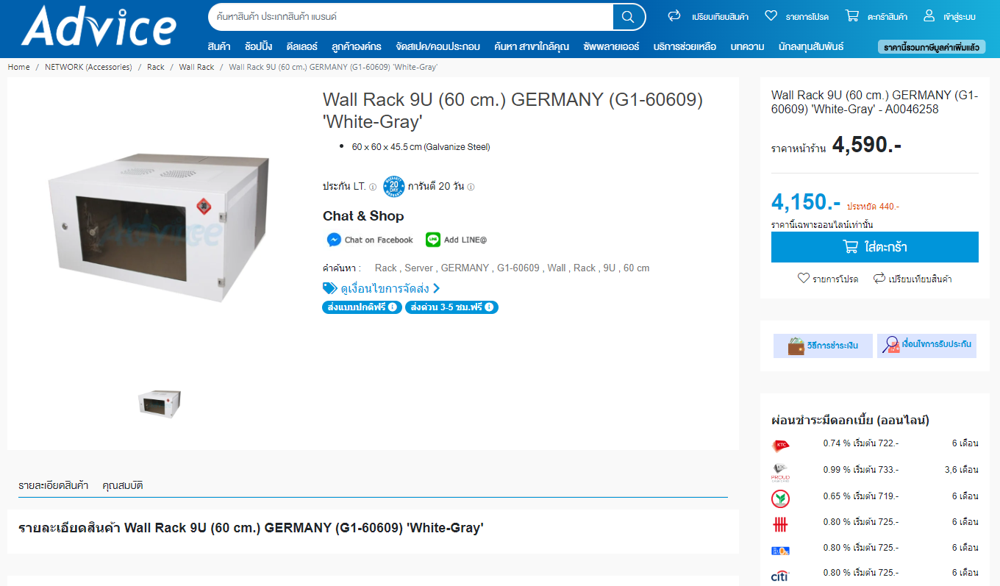 Advice
ค้นหาสินค้า ประเภทสินค้า แบรนด์
เปรียบเทียบสินค้า
รายการโปรด
ตะกร้าสินค้า
เข้าสู่ระบบ
สินค้า ช้อปปิ้ง ดีลเลอร์ ลูกค้าองค์กร จัดสเปค/คอมประกอบ ค้นหา สาขาใกล้คุณ ซัพพลายเออร์ บริการช่วยเหลือ บทความ นักลงทุนสัมพันธ์
ราคานี้รวมภาษีมูลค่าเพิ่มแล้ว
Home / NETWORK (Accessories) / Rack / Wall Rack / Wall Rack 9U (60 cm.) GERMANY (G1-60609) 'White-Gray'
Advice
Wall Rack 9U (60 cm.) GERMANY (G1-60609)
'White-Gray'
60 x 60 x 45.5 cm (Galvanize Steel)
ประกัน LT.
WARRANTY 20 DAY WARRANTY
การันตี 20 วัน
Chat & Shop
Chat on Facebook
LINE Add LINE@
คำค้นหา : Rack , Server , GERMANY , G1-60609 , Wall , Rack , 9U , 60 cm
ดูเงื่อนไขการจัดส่ง
ส่งแบบปกติฟรี
ส่งด่วน 3-5 ชม.ฟรี
Wall Rack 9U (60 cm.) GERMANY (G1-
60609) 'White-Gray' - A0046258
ราคาหน้าร้าน 4,590.-
4,150.- ประหยัด 440.-
ราคานี้เฉพาะออนไลน์เท่านั้น
ใส่ตะกร้า
รายการโปรด
เปรียบเทียบสินค้า
วิธีการชำระเงิน
เงื่อนไขการรับประกัน
ผ่อนชำระมีดอกเบี้ย (ออนไลน์)
KTC 0.74 % เริ่มต้น 722.- 6 เดือน
KTC PROUD 0.99 % เริ่มต้น 733.- 3,6 เดือน
0.65 % เริ่มต้น 719.- 6 เดือน
0.80 % เริ่มต้น 725.- 6 เดือน
0.80 % เริ่มต้น 725.- 6 เดือน
citi 0.80 % เริ่มต้น 725.- 6 เดือน
รายละเอียดสินค้า คุณสมบัติ
รายละเอียดสินค้า Wall Rack 9U (60 cm.) GERMANY (G1-60609) 'White-Gray'